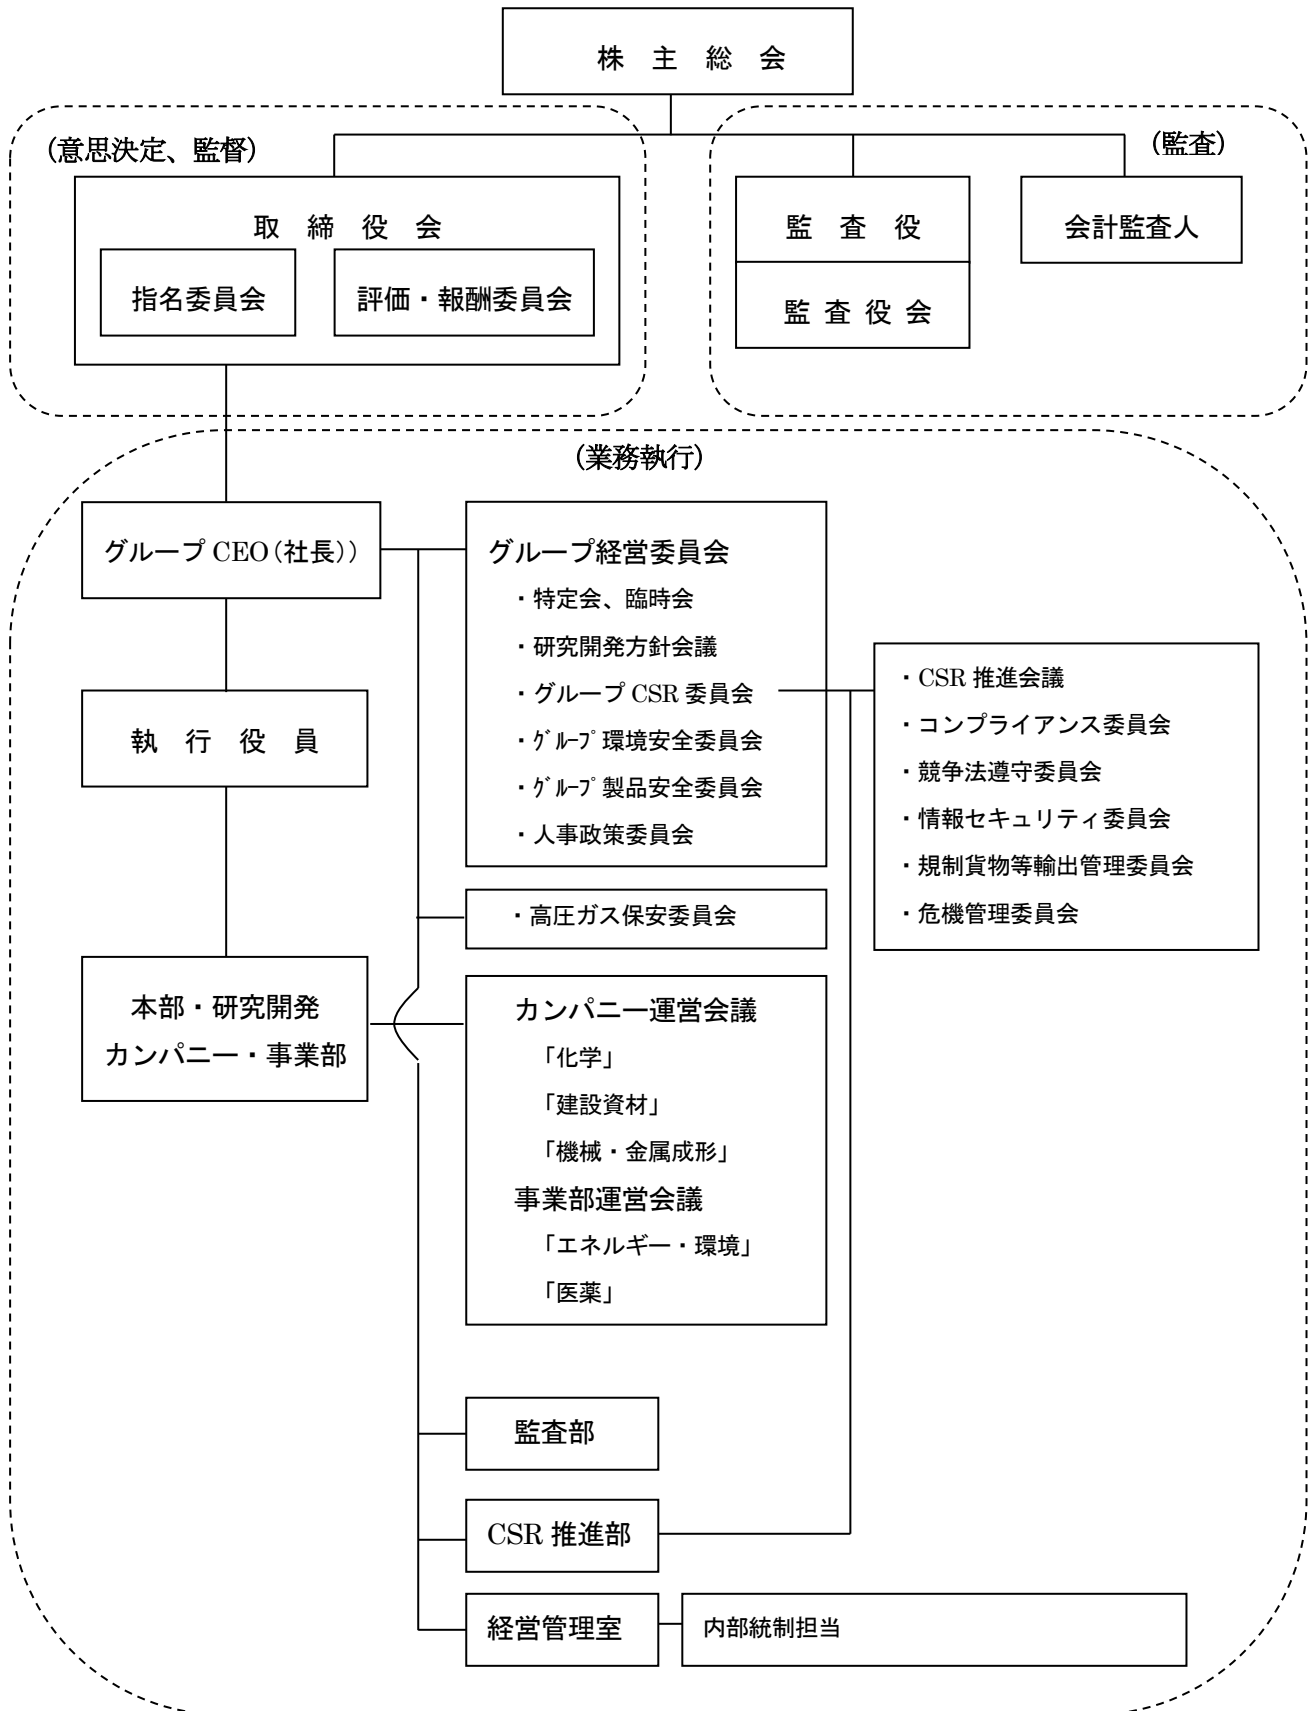 株 主 総 会
（意思決定、監督）
（監査）
取 締 役 会
指名委員会
評価・報酬委員会
監 査 役
監 査 役 会
会計監査人
（業務執行）
グループ CEO（社長））
執 行 役 員
本部・研究開発
カンパニー・事業部
グループ経営委員会
・特定会、臨時会
・研究開発方針会議
・グループ CSR 委員会
・ｸﾞﾙｰﾌﾟ環境安全委員会
・ｸﾞﾙｰﾌﾟ製品安全委員会
・人事政策委員会
・CSR 推進会議
・コンプライアンス委員会
・競争法遵守委員会
・情報セキュリティ委員会
・規制貨物等輸出管理委員会
・危機管理委員会
・高圧ガス保安委員会
カンパニー運営会議
「化学」
「建設資材」
「機械・金属成形」
事業部運営会議
「エネルギー・環境」
「医薬」
監査部
CSR 推進部
経営管理室
内部統制担当